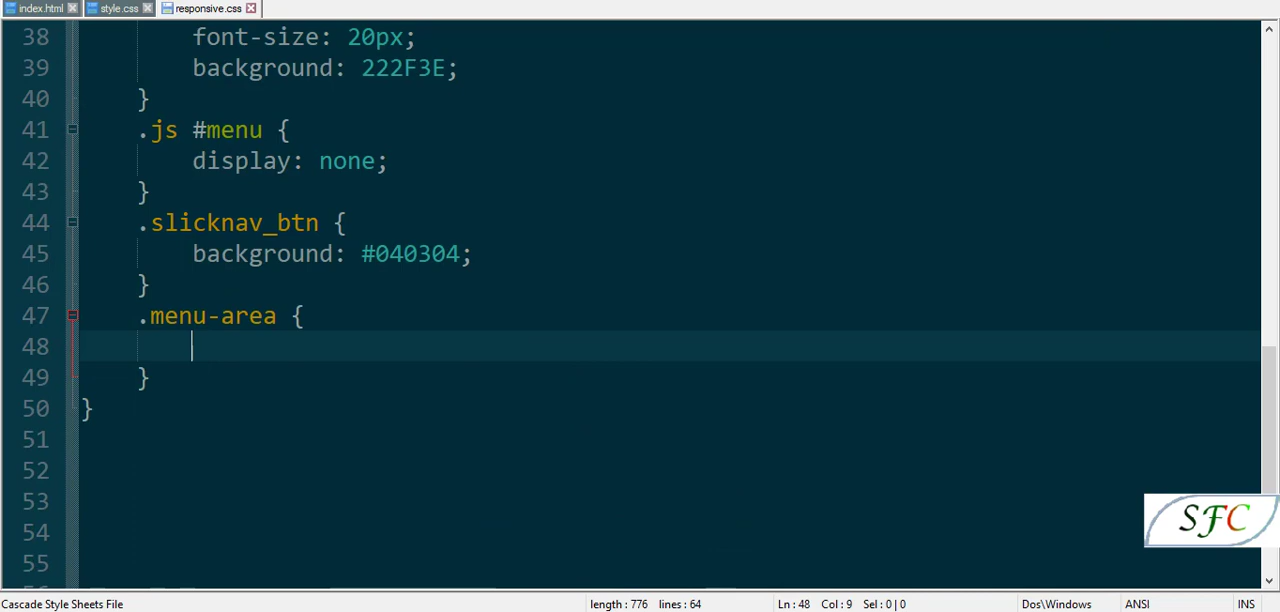 index.html style.css responsive.css
38 font-size: 20px;
39 background: 222F3E;
40 }
41 .js #menu {
42 display: none;
43 }
44 .slicknav_btn {
45 background: #040304;
46 }
47 .menu-area {
48
49 }
50 }
51
52
53
54
55
SFC
Cascade Style Sheets File length : 776 lines : 64 Ln : 48 Col : 9 Sel : 0 | 0 Dos\Windows ANSI INS